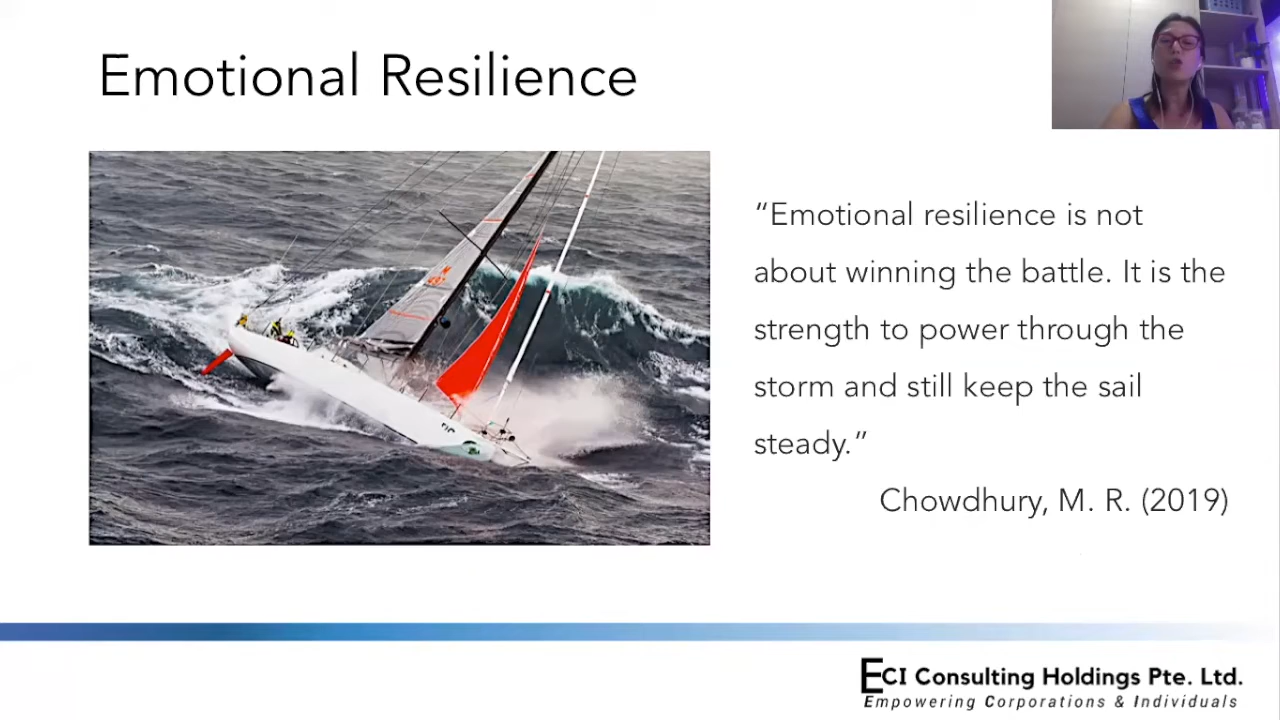 Emotional Resilience
“Emotional resilience is not
about winning the battle. It is the
strength to power through the
storm and still keep the sail
steady.”
Chowdhury, M. R. (2019)
ECI Consulting Holdings Pte. Ltd.
Empowering Corporations & Individuals